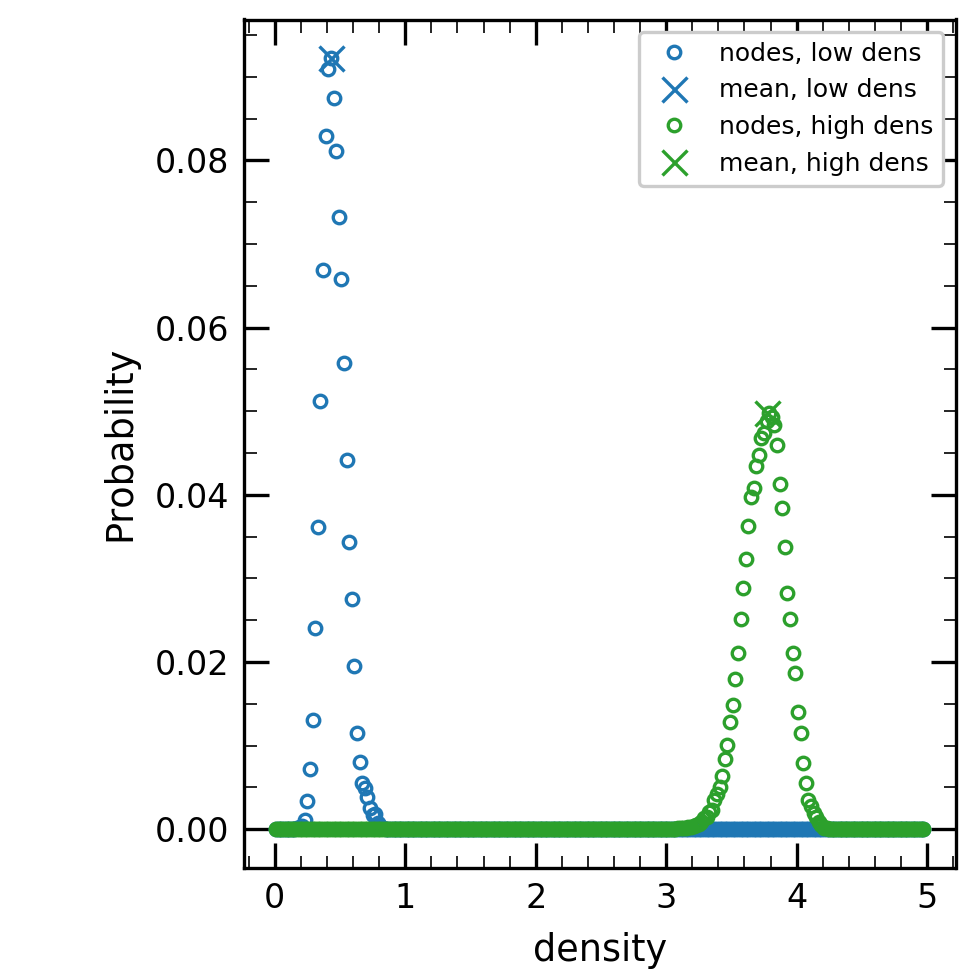 nodes, low dens
mean, low dens
nodes, high dens
mean, high dens
0.08
0.06
0.04
0.02
0.00
Probability
0 1 2 3 4 5
density